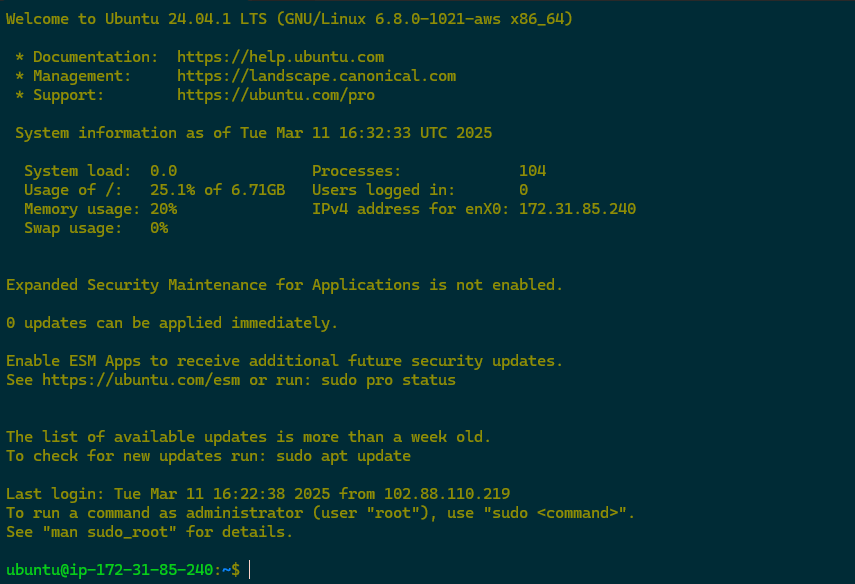 Welcome to Ubuntu 24.04.1 LTS (GNU/Linux 6.8.0-1021-aws x86_64)
* Documentation:  https://help.ubuntu.com
* Management:     https://landscape.canonical.com
* Support:        https://ubuntu.com/pro
System information as of Tue Mar 11 16:32:33 UTC 2025
System load:  0.0               Processes:             104
Usage of /:   25.1% of 6.71GB   Users logged in:       0
Memory usage: 20%               IPv4 address for enX0: 172.31.85.240
Swap usage:   0%
Expanded Security Maintenance for Applications is not enabled.
0 updates can be applied immediately.
Enable ESM Apps to receive additional future security updates.
See https://ubuntu.com/esm or run: sudo pro status
The list of available updates is more than a week old.
To check for new updates run: sudo apt update
Last login: Tue Mar 11 16:22:38 2025 from 102.88.110.219
To run a command as administrator (user "root"), use "sudo <command>".
See "man sudo_root" for details.
ubuntu@ip-172-31-85-240:~$